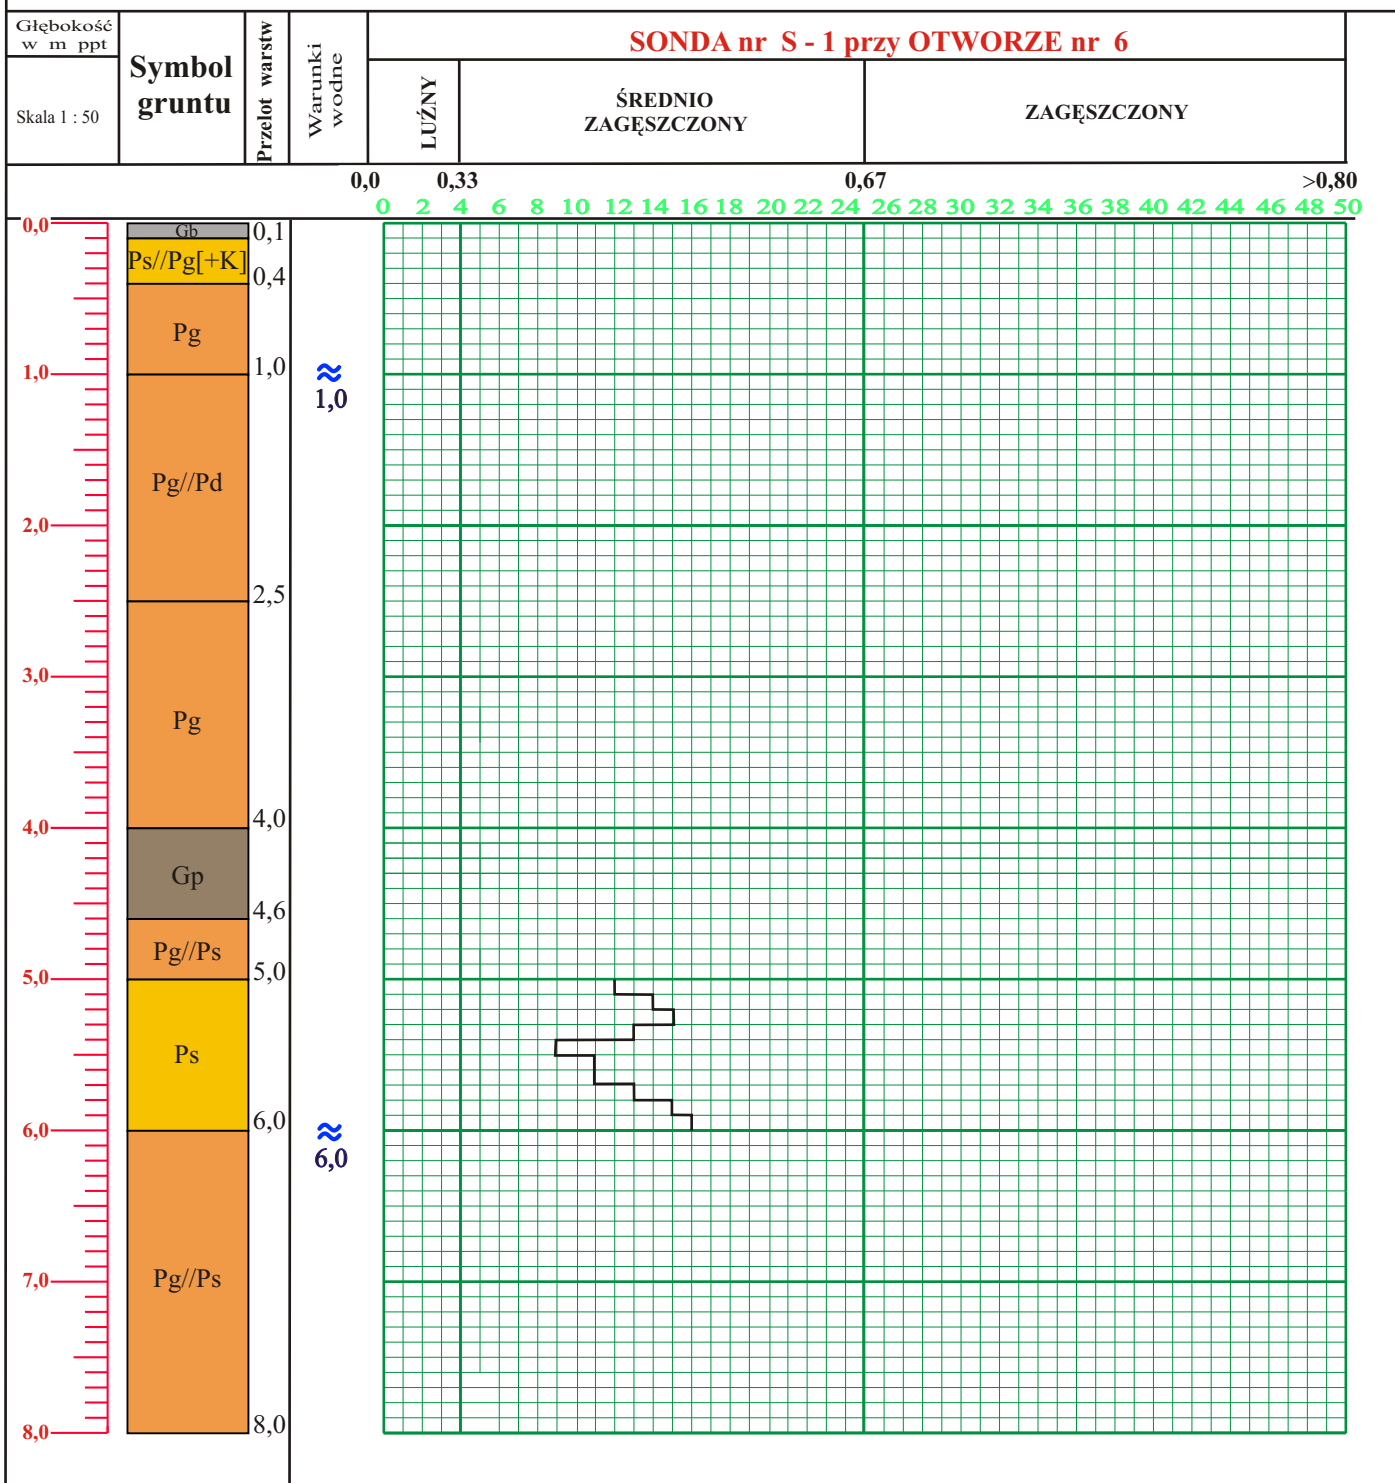 Głębokość
w m ppt
Skala 1 : 50
Symbol
gruntu
Przelot warstw
Warunki
wodne
SONDA nr S - 1 przy OTWORZE nr 6
LUŹNY
ŚREDNIO
ZAGĘSZCZONY
ZAGĘSZCZONY
0,0 0,33 0,67 >0,80
0 2 4 6 8 10 12 14 16 18 20 22 24 26 28 30 32 34 36 38 40 42 44 46 48 50
0,0 Gb 0,1
Ps//Pg[+K] 0,4
Pg
1,0 1,0 ≈
1,0
Pg//Pd
2,0
2,5
3,0
Pg
4,0 4,0
Gp
4,6
Pg//Ps
5,0 5,0
Ps
6,0 6,0 ≈
6,0
Pg//Ps
7,0
8,0 8,0